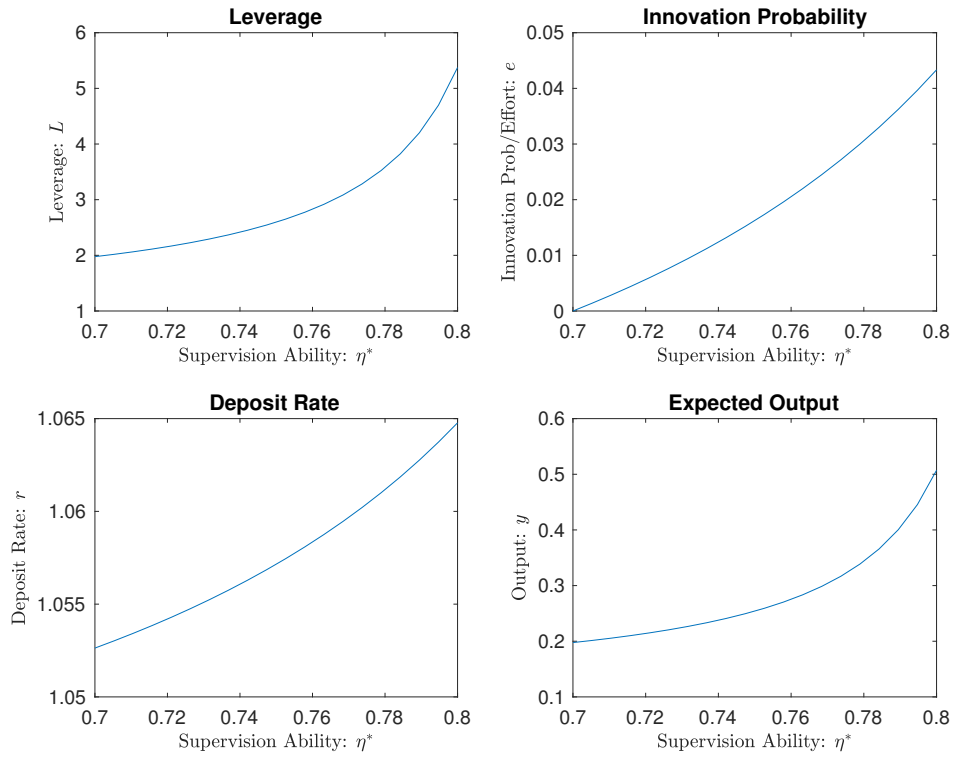 Leverage
6
5
4
3
2
1
Leverage: L
0.7 0.72 0.74 0.76 0.78 0.8
Supervision Ability: η*
Innovation Probability
0.05
0.04
0.03
0.02
0.01
0
Innovation Prob/Effort: e
0.7 0.72 0.74 0.76 0.78 0.8
Supervision Ability: η*
Deposit Rate
1.065
1.06
1.055
1.05
Deposit Rate: r
0.7 0.72 0.74 0.76 0.78 0.8
Supervision Ability: η*
Expected Output
0.6
0.5
0.4
0.3
0.2
0.1
Output: y
0.7 0.72 0.74 0.76 0.78 0.8
Supervision Ability: η*